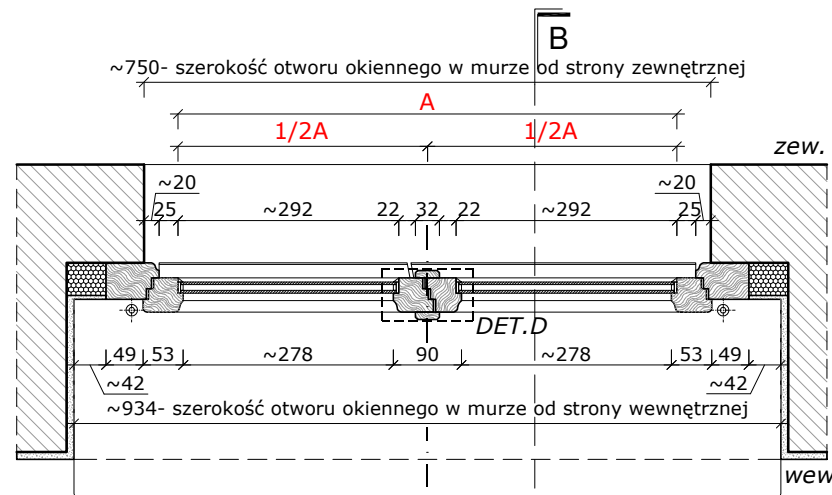 B
~750- szerokość otworu okiennego w murze od strony zewnętrznej
A
1/2A 1/2A
zew.
~20 ~20
25 ~292 22 32 22 ~292 25
DET.D
49 53 ~278 90 ~278 53 49
~42 ~42
~934- szerokość otworu okiennego w murze od strony wewnętrznej
wew